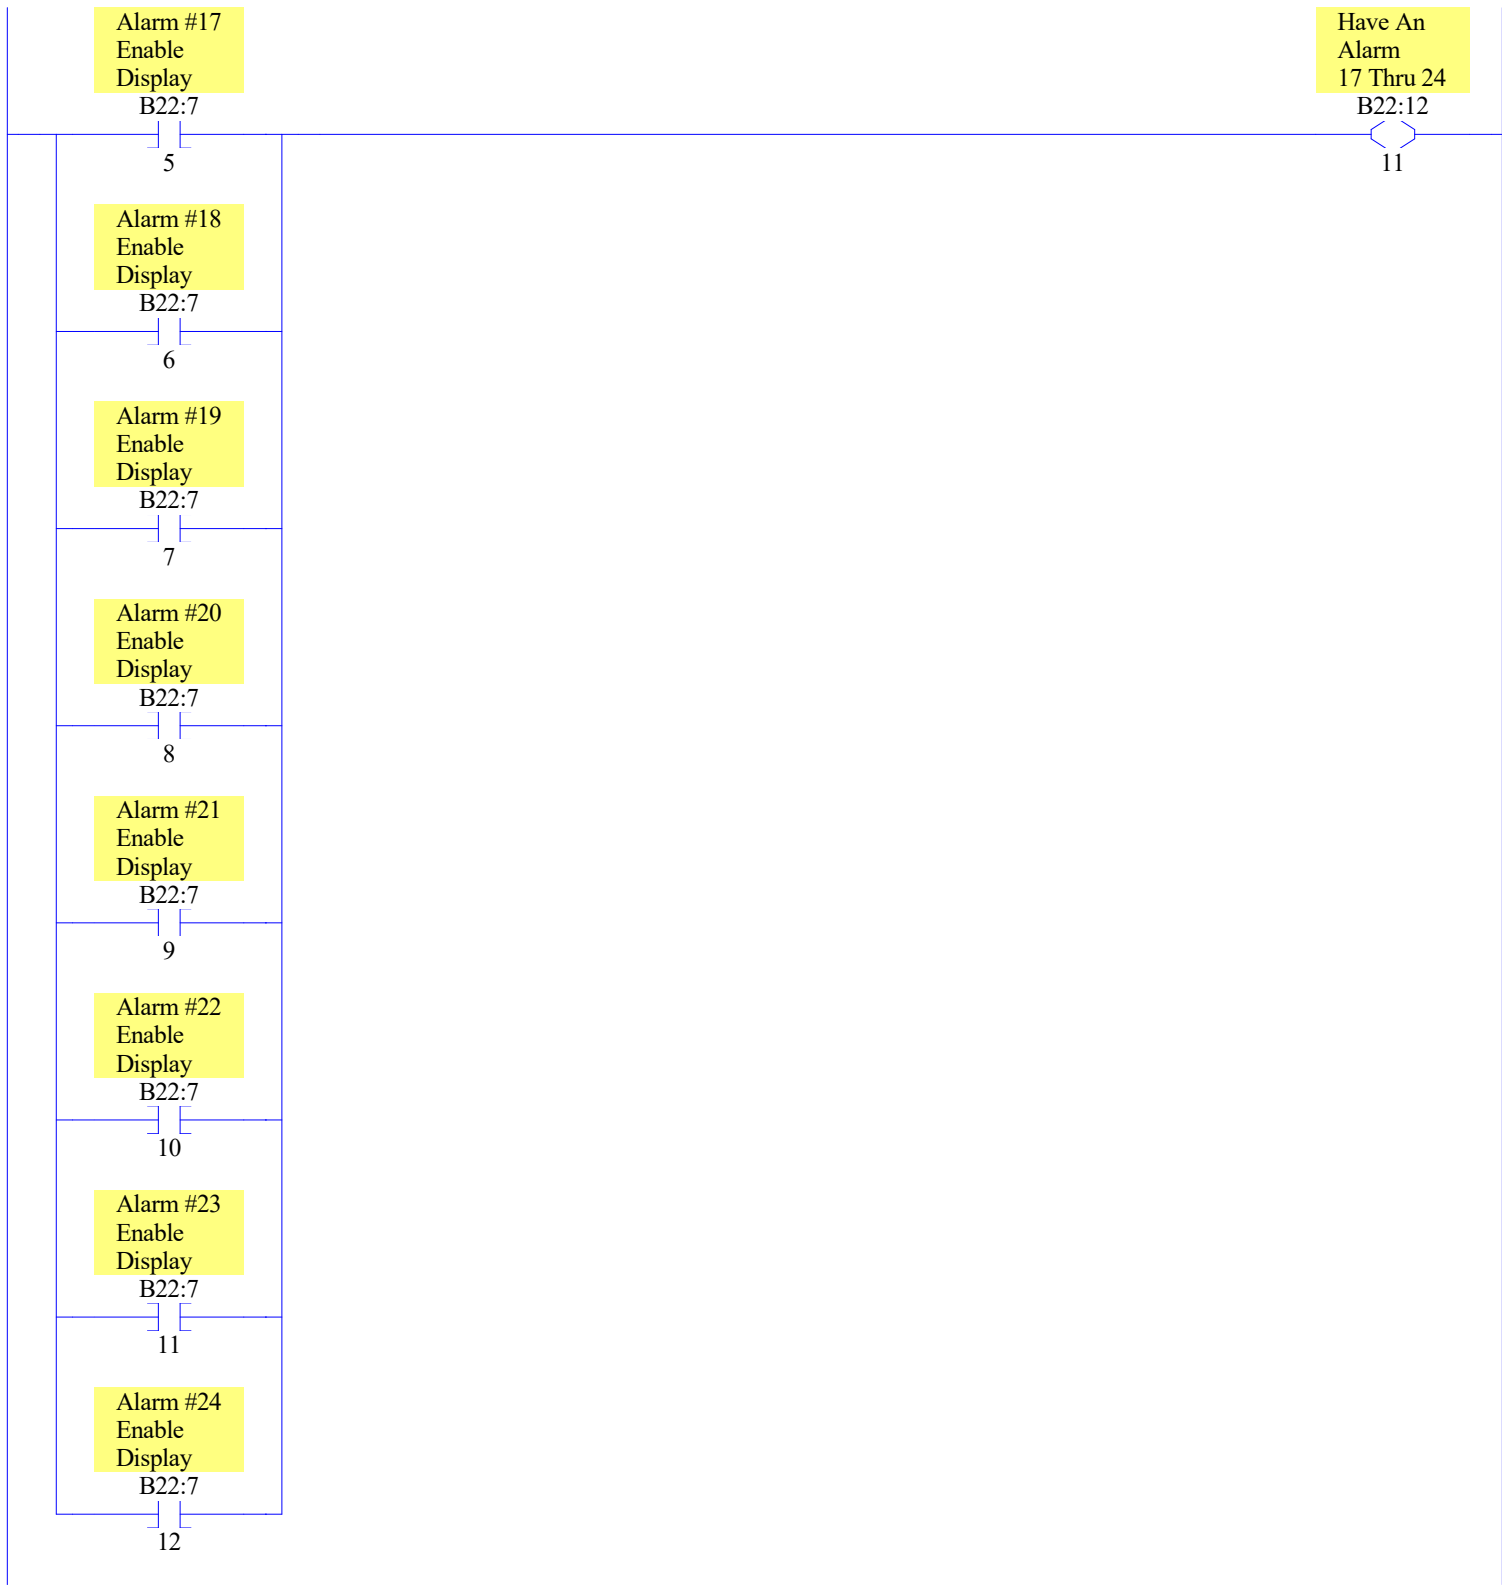 Alarm #17
Enable
Display
B22:7
5
Have An
Alarm
17 Thru 24
B22:12
11
Alarm #18
Enable
Display
B22:7
6
Alarm #19
Enable
Display
B22:7
7
Alarm #20
Enable
Display
B22:7
8
Alarm #21
Enable
Display
B22:7
9
Alarm #22
Enable
Display
B22:7
10
Alarm #23
Enable
Display
B22:7
11
Alarm #24
Enable
Display
B22:7
12